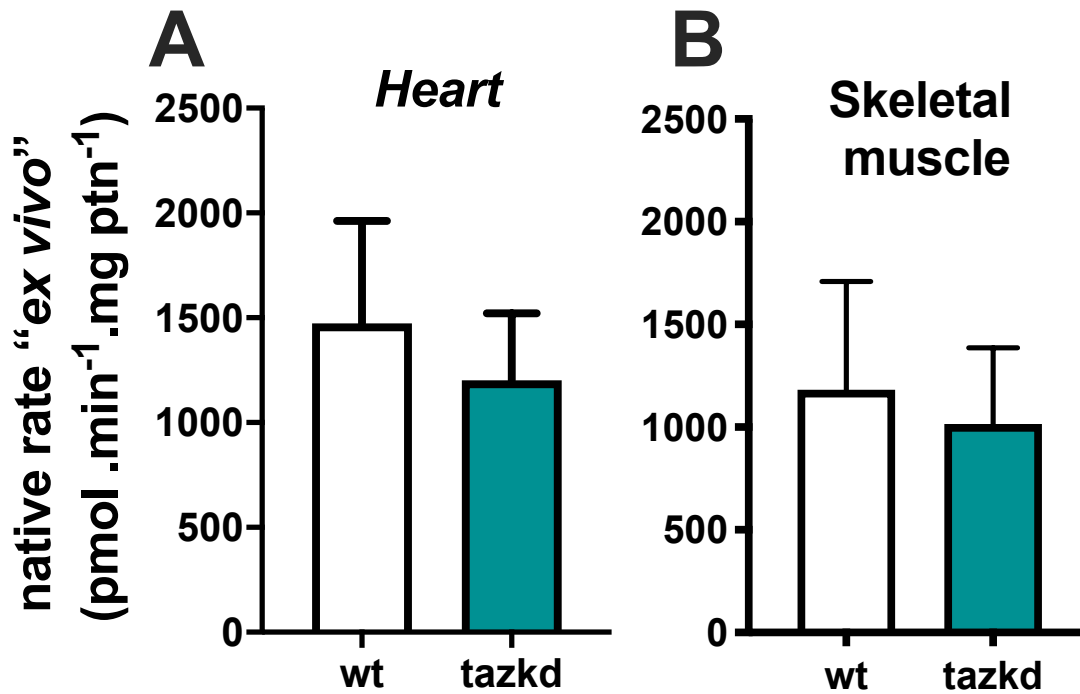 A
Heart
native rate “ex vivo”
(pmol .min-1.mg ptn-1)
2500
2000
1500
1000
500
0
wt tazkd
B
Skeletal
muscle
2500
2000
1500
1000
500
0
wt tazkd